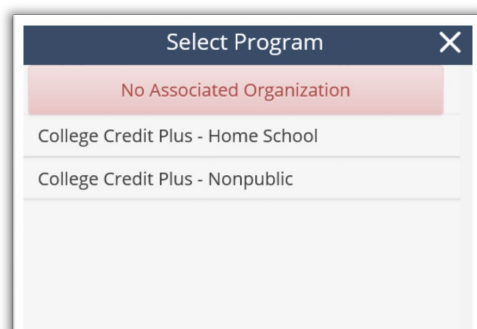 Select Program
No Associated Organization
College Credit Plus - Home School
College Credit Plus - Nonpublic